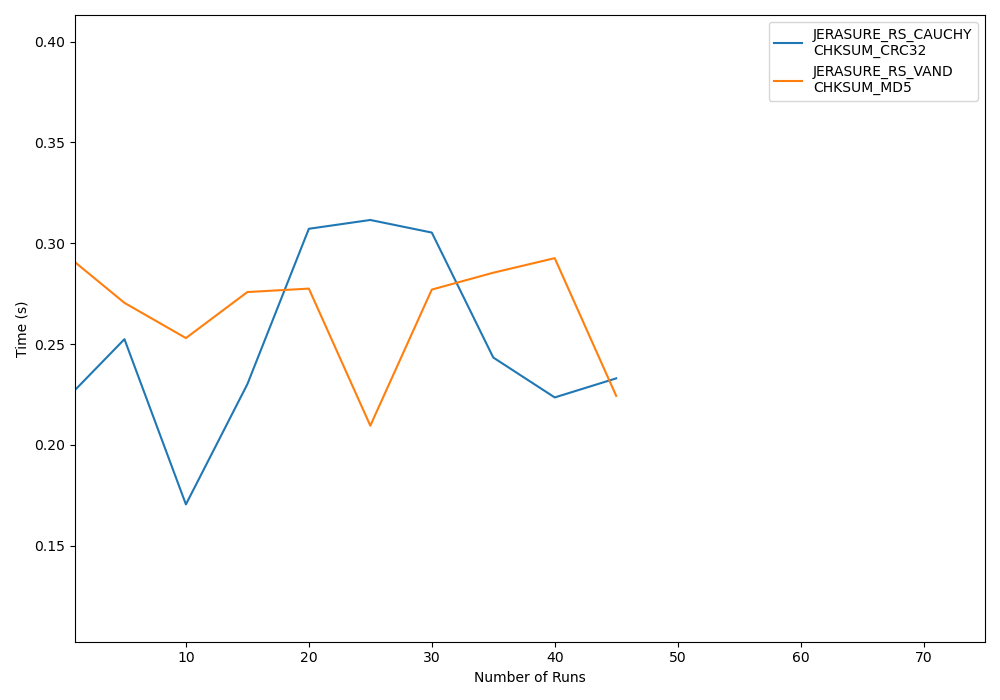 JERASURE_RS_CAUCHY
CHKSUM_CRC32
JERASURE_RS_VAND
CHKSUM_MD5
0.40
0.35
0.30
0.25
0.20
0.15
Time (s)
10 20 30 40 50 60 70
Number of Runs